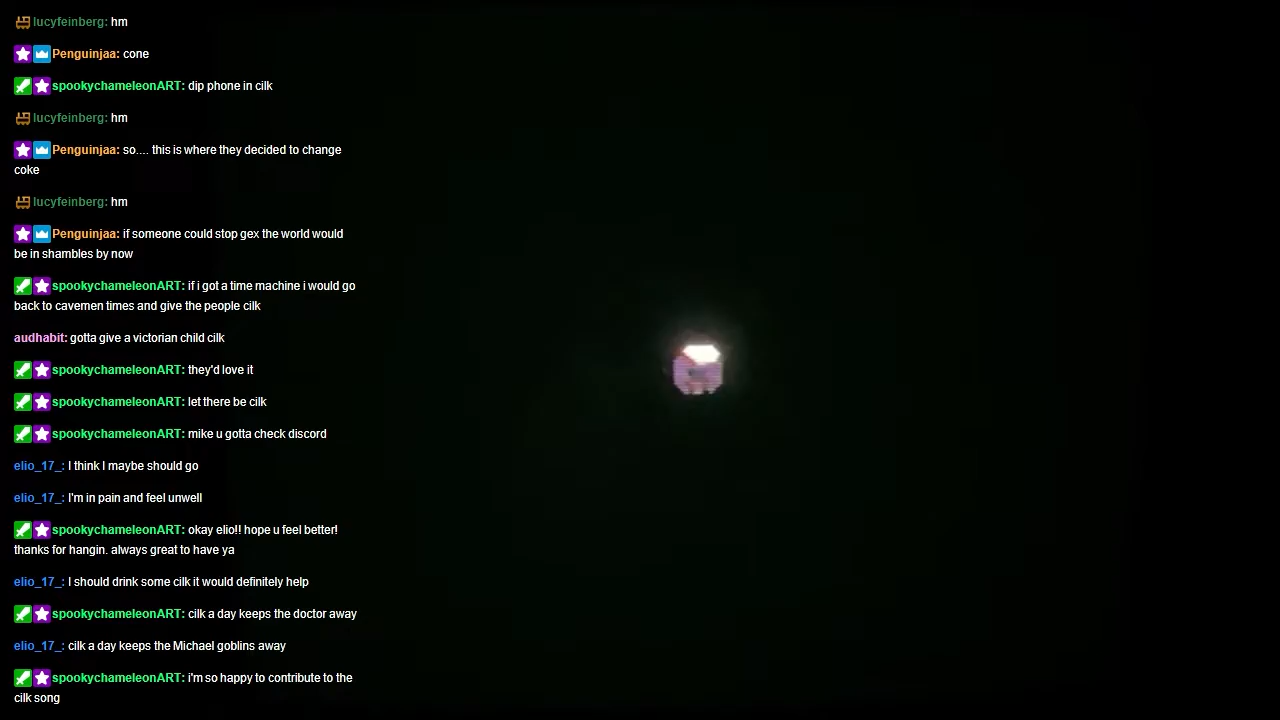 lucyfeinberg: hm
Penguinjaa: cone
spookychameleonART: dip phone in cilk
lucyfeinberg: hm
Penguinjaa: so.... this is where they decided to change
coke
lucyfeinberg: hm
Penguinjaa: if someone could stop gex the world would
be in shambles by now
spookychameleonART: if i got a time machine i would go
back to cavemen times and give the people cilk
audhabit: gotta give a victorian child cilk
spookychameleonART: they'd love it
spookychameleonART: let there be cilk
spookychameleonART: mike u gotta check discord
elio_17_: I think I maybe should go
elio_17_: I'm in pain and feel unwell
spookychameleonART: okay elio!! hope u feel better!
thanks for hangin. always great to have ya
elio_17_: I should drink some cilk it would definitely help
spookychameleonART: cilk a day keeps the doctor away
elio_17_: cilk a day keeps the Michael goblins away
spookychameleonART: i'm so happy to contribute to the
cilk song